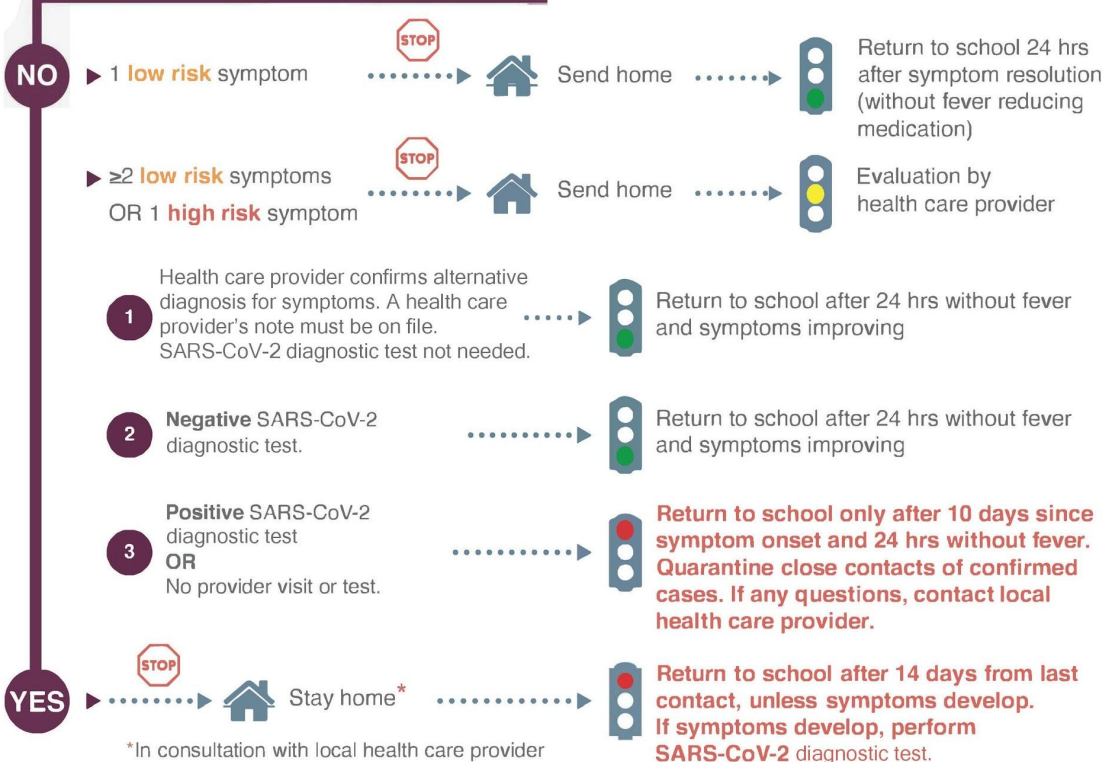 NO
1 low risk symptom
STOP
Send home
Return to school 24 hrs
after symptom resolution
(without fever reducing
medication)
≥2 low risk symptoms
OR 1 high risk symptom
STOP
Send home
Evaluation by
health care provider
1
Health care provider confirms alternative
diagnosis for symptoms. A health care
provider's note must be on file.
SARS-CoV-2 diagnostic test not needed.
Return to school after 24 hrs without fever
and symptoms improving
2
Negative SARS-CoV-2
diagnostic test.
Return to school after 24 hrs without fever
and symptoms improving
3
Positive SARS-CoV-2
diagnostic test
OR
No provider visit or test.
Return to school only after 10 days since
symptom onset and 24 hrs without fever.
Quarantine close contacts of confirmed
cases. If any questions, contact local
health care provider.
YES
STOP
Stay home*
Return to school after 14 days from last
contact, unless symptoms develop.
If symptoms develop, perform
SARS-CoV-2 diagnostic test.
*In consultation with local health care provider